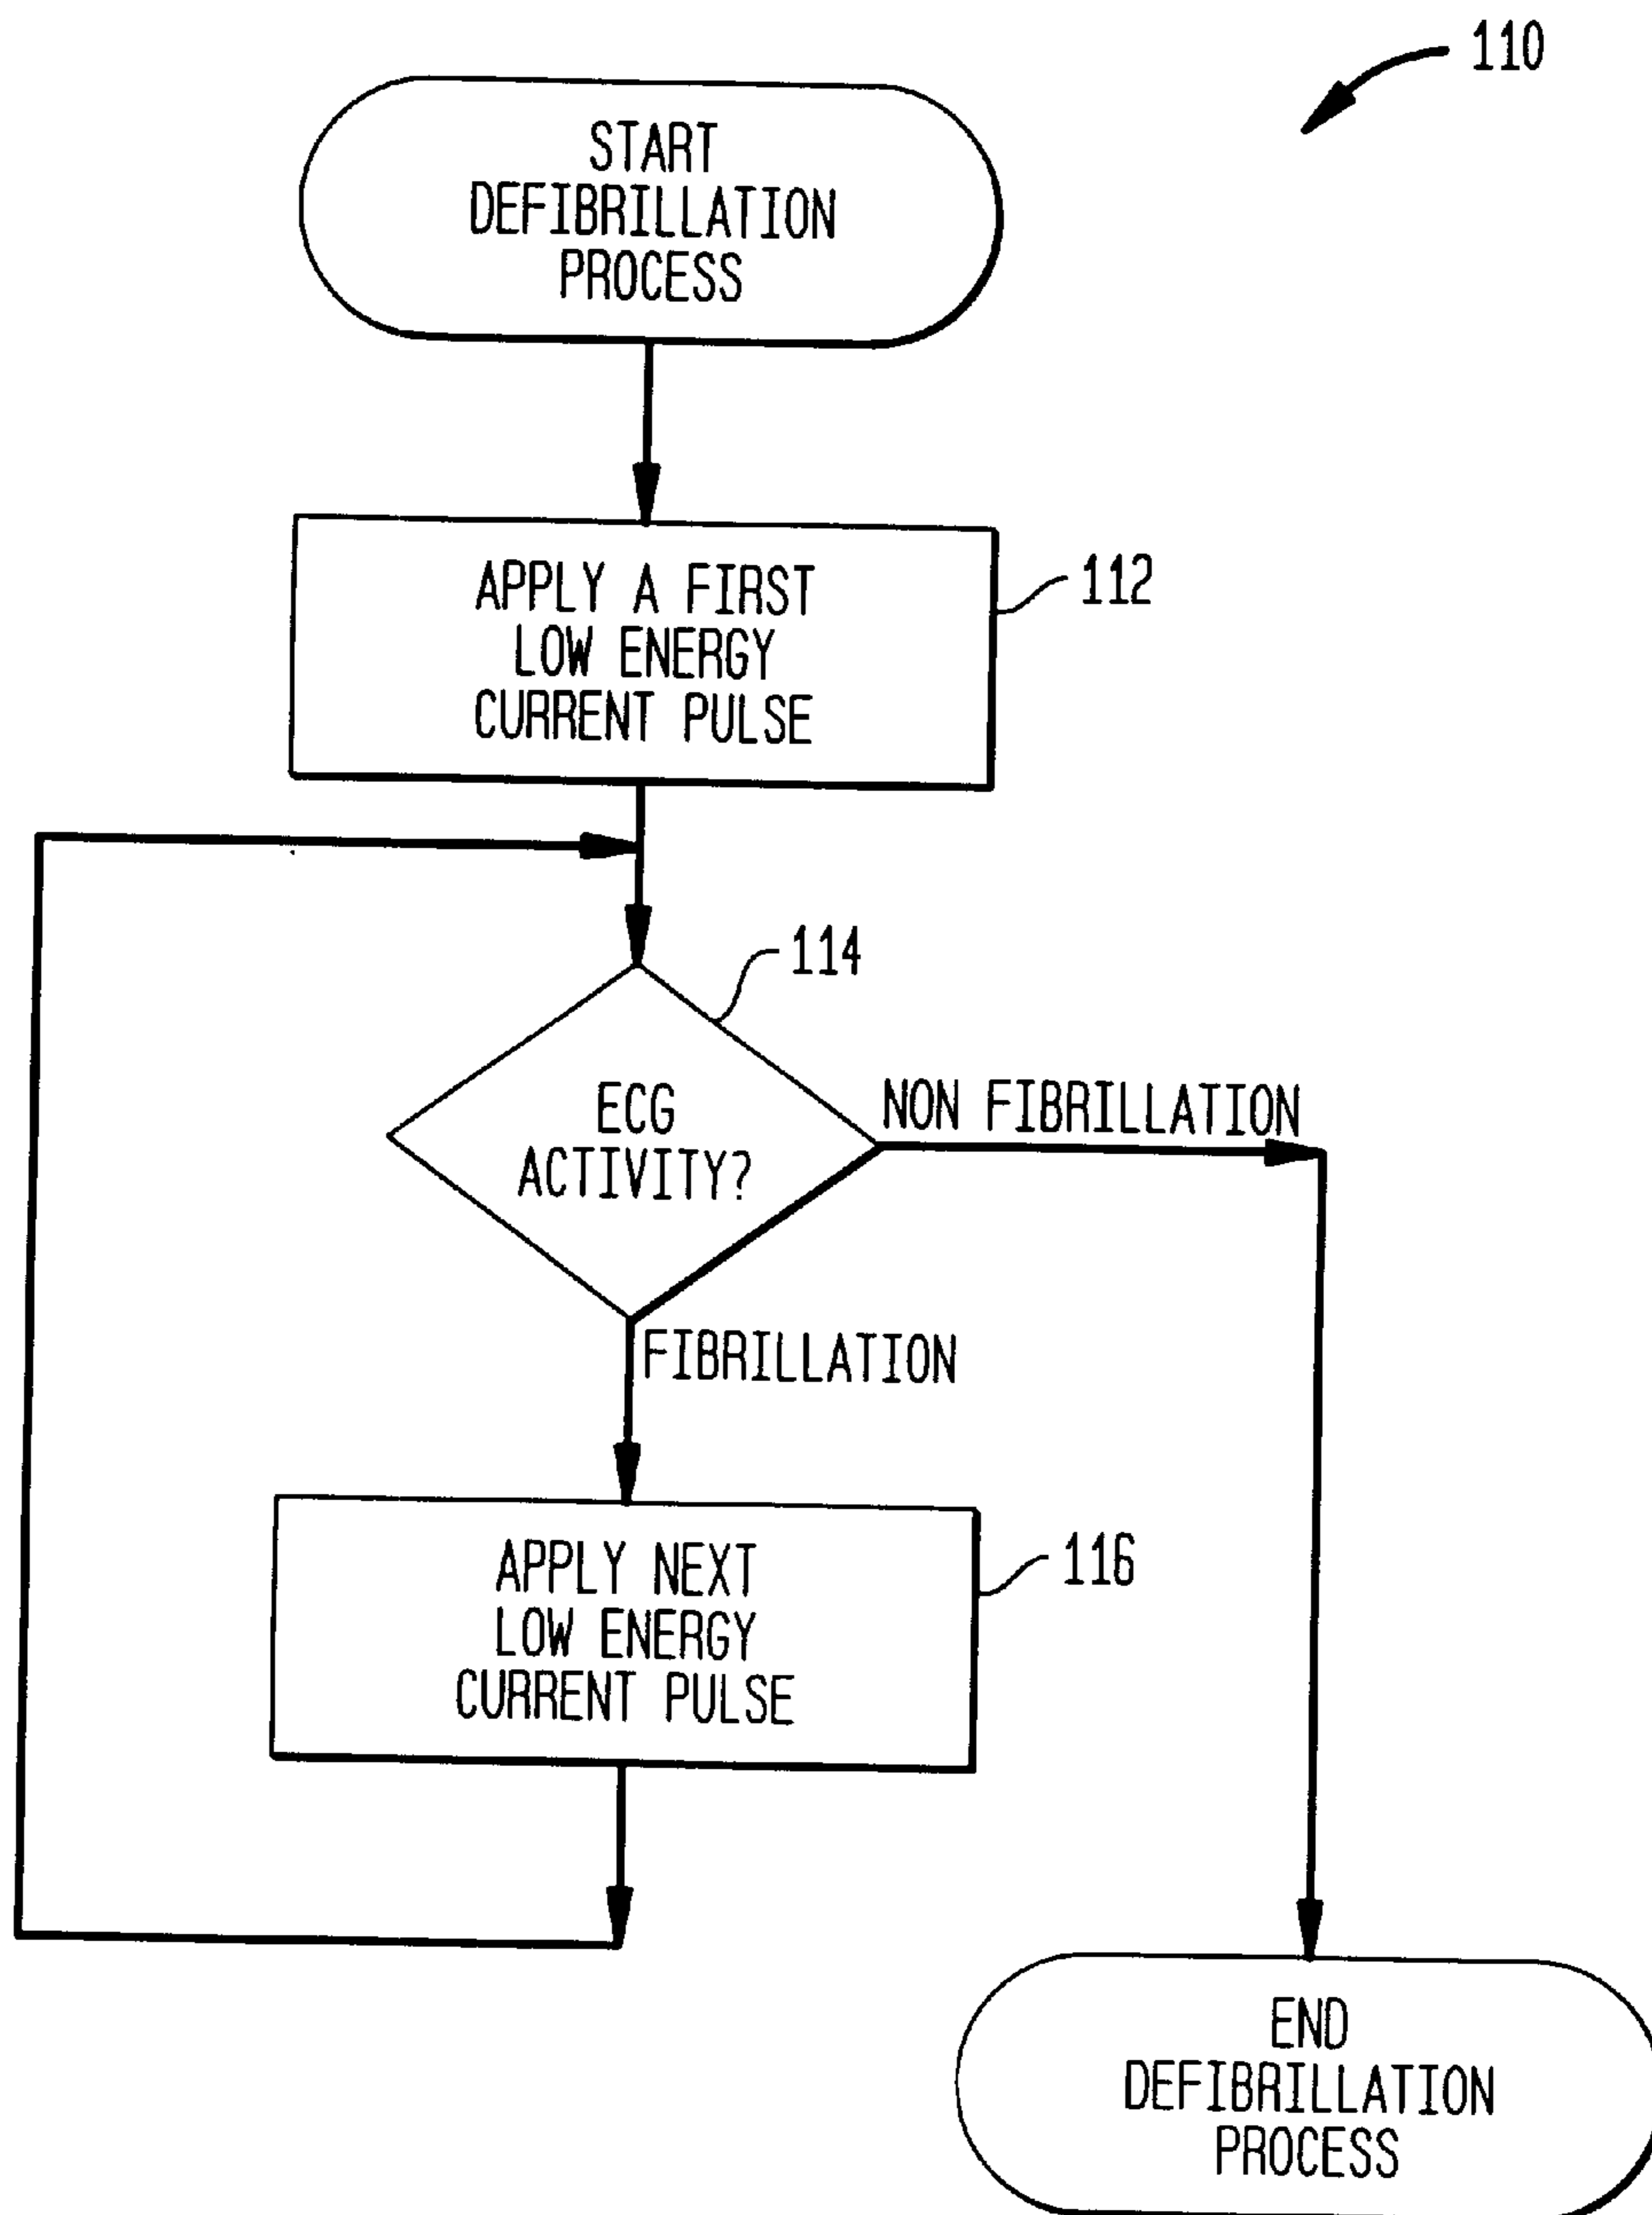 110
START
DEFIBRILLATION
PROCESS
APPLY A FIRST
LOW ENERGY
CURRENT PULSE
112
114
ECG
ACTIVITY?
NON FIBRILLATION
FIBRILLATION
APPLY NEXT
LOW ENERGY
CURRENT PULSE
116
END
DEFIBRILLATION
PROCESS